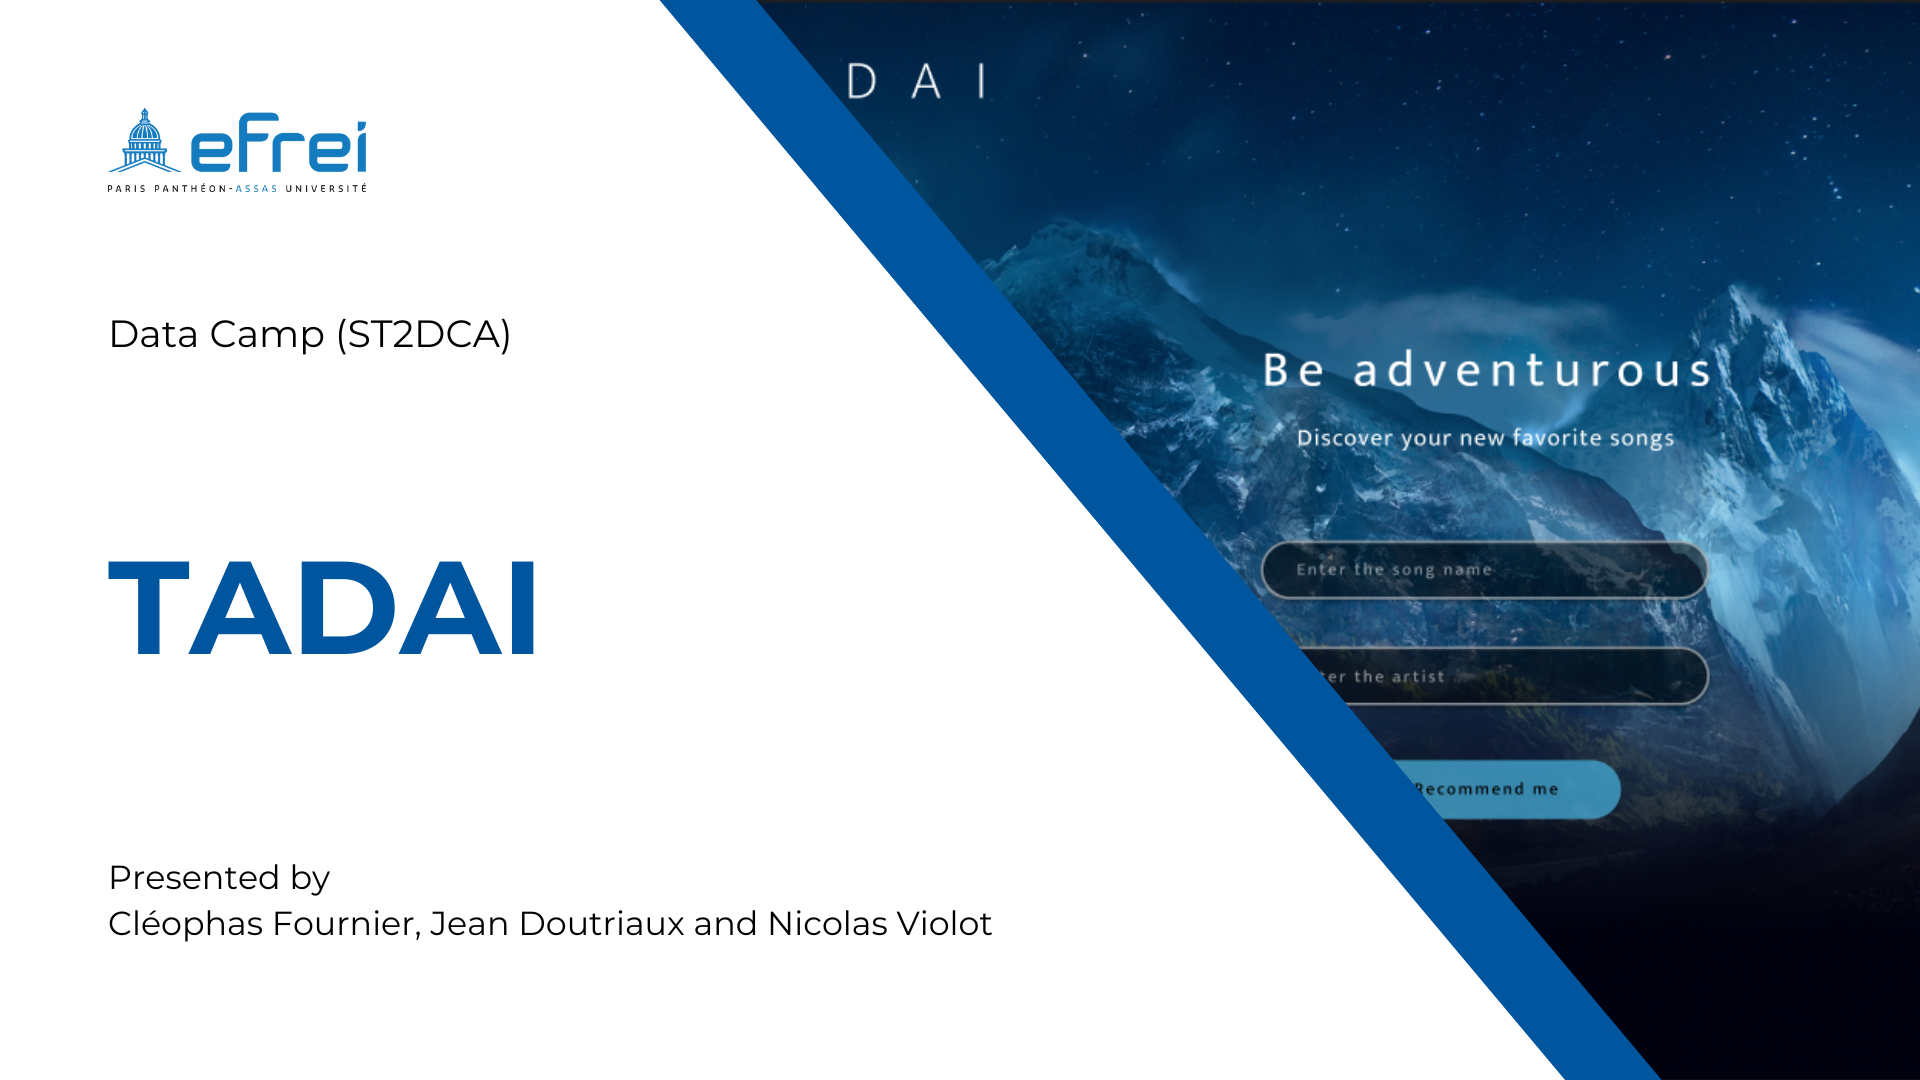 efrei
PARIS PANTHÉON-ASSAS UNIVERSITÉ
Data Camp (ST2DCA)
TADAI
Presented by
Cléophas Fournier, Jean Doutriaux and Nicolas Violot
D A I
Be adventurous
Discover your new favorite songs
Enter the song name
ter the artist
Recommend me